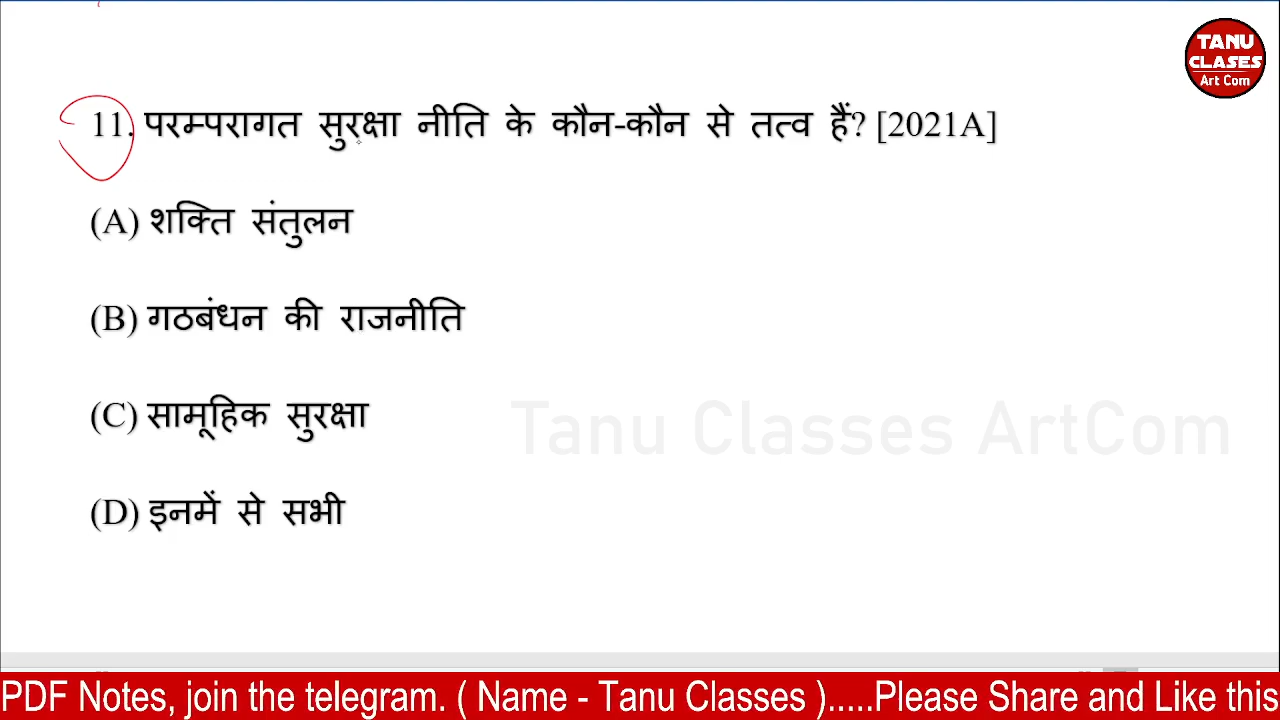 TANU
CLASES
Art Com
11. परम्परागत सुरक्षा नीति के कौन-कौन से तत्व हैं? [2021A]
(A) शक्ति संतुलन
(B) गठबंधन की राजनीति
(C) सामूहिक सुरक्षा
Tanu Classes ArtCom
(D) इनमें से सभी
PDF Notes, join the telegram. ( Name - Tanu Classes ).....Please Share and Like this